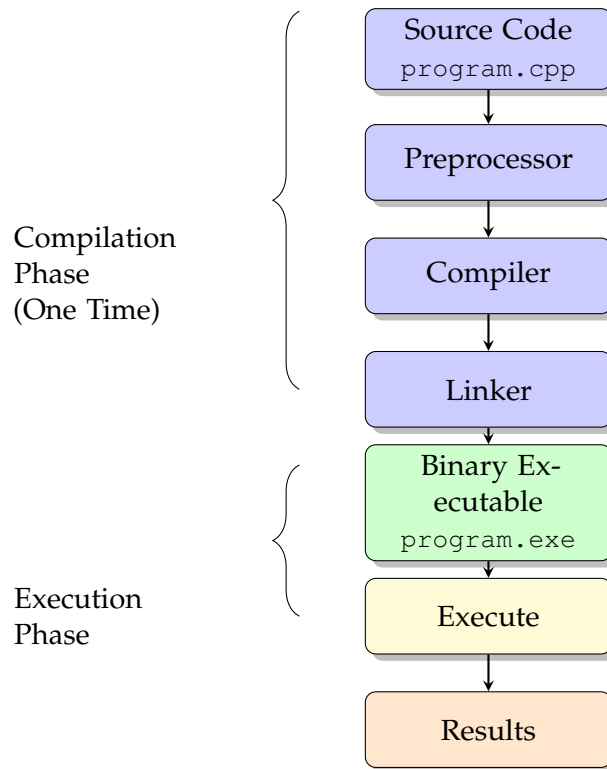 Source Code
program.cpp
Preprocessor
Compilation
Phase
(One Time)
Compiler
Linker
Binary Ex-
ecutable
program.exe
Execution
Phase
Execute
Results